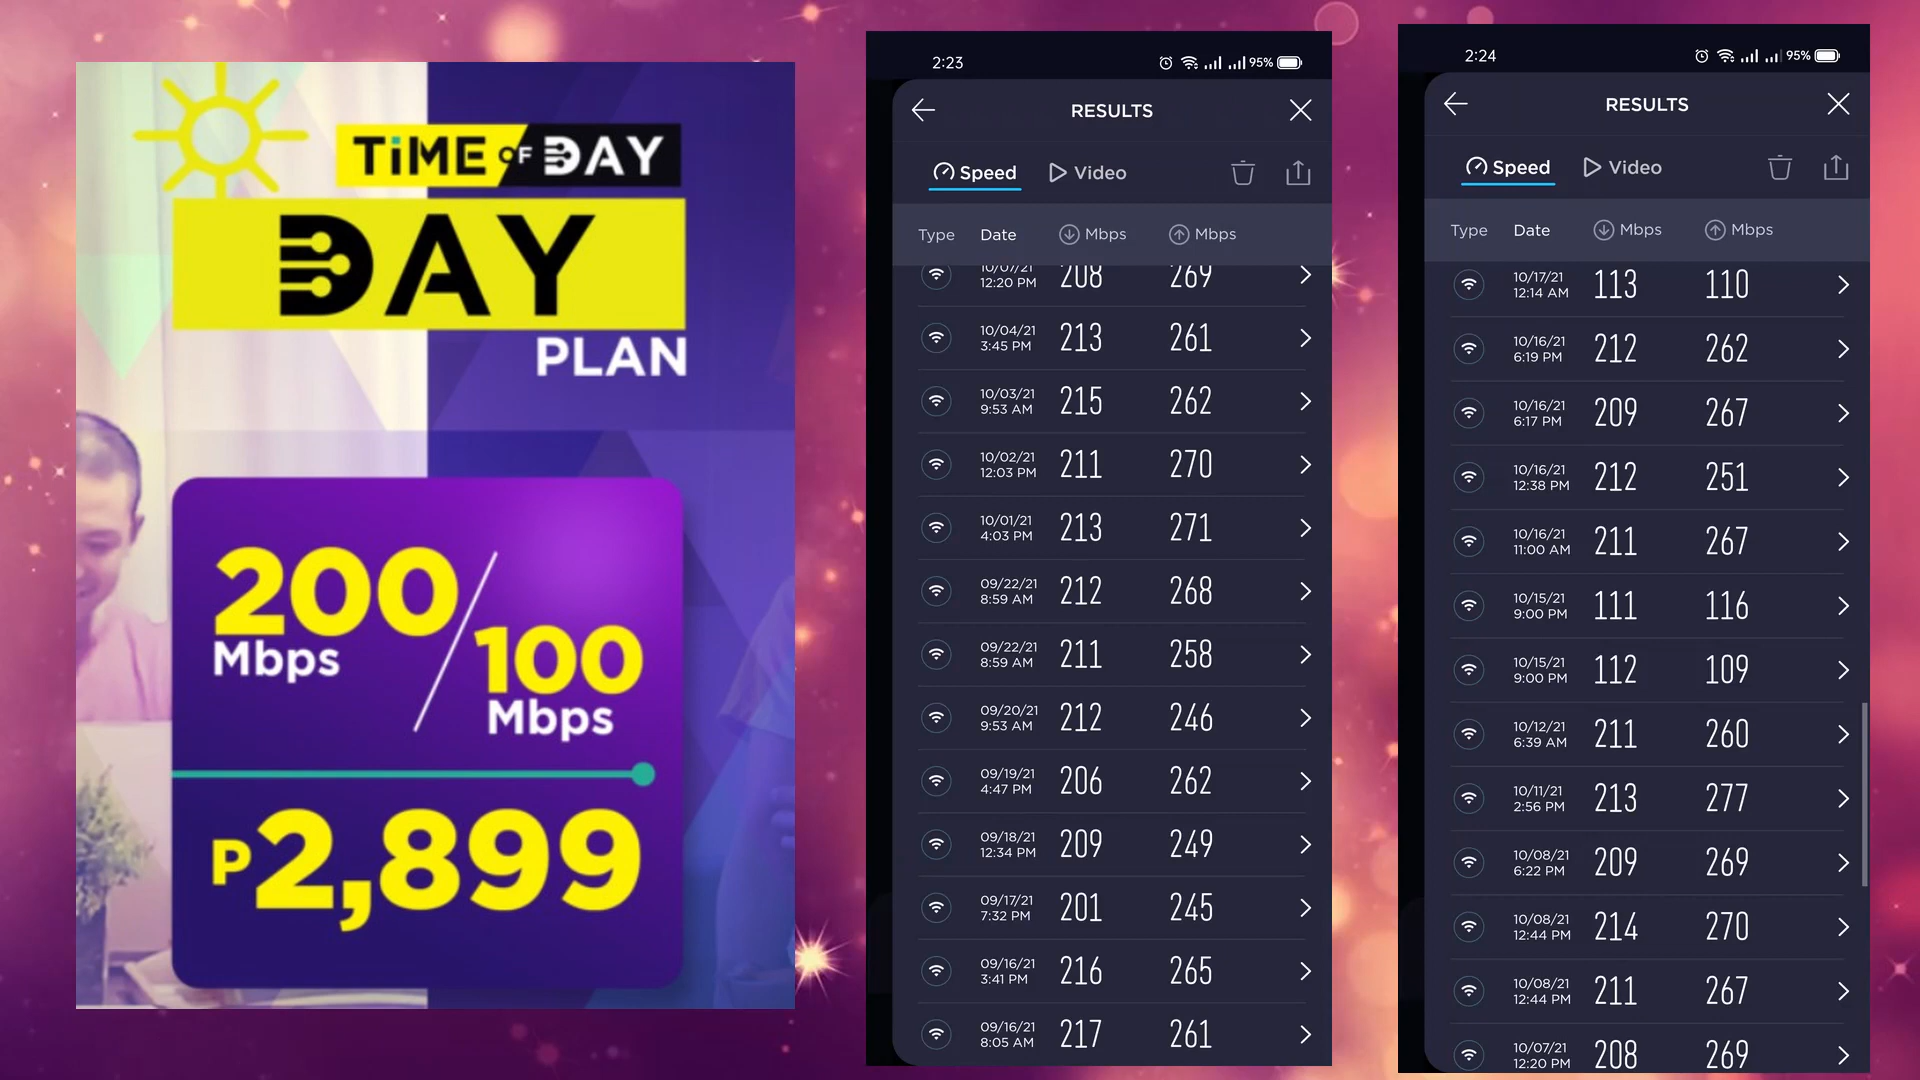 TiME OF DAY
DAY
PLAN
200
Mbps
100
Mbps
P2,899
2:23
95%
RESULTS
Speed Video
Type Date Mbps Mbps
10/07/21
12:20 PM 208 269
10/04/21
3:45 PM 213 261
10/03/21
9:53 AM 215 262
10/02/21
12:03 PM 211 270
10/01/21
4:03 PM 213 271
09/22/21
8:59 AM 212 268
09/22/21
8:59 AM 211 258
09/20/21
9:53 AM 212 246
09/19/21
4:47 PM 206 262
09/18/21
12:34 PM 209 249
09/17/21
7:32 PM 201 245
09/16/21
3:41 PM 216 265
09/16/21
8:05 AM 217 261
2:24
95%
RESULTS
Speed Video
Type Date Mbps Mbps
10/17/21
12:14 AM 113 110
10/16/21
6:19 PM 212 262
10/16/21
6:17 PM 209 267
10/16/21
12:38 PM 212 251
10/16/21
11:00 AM 211 267
10/15/21
9:00 PM 111 116
10/15/21
9:00 PM 112 109
10/12/21
6:39 AM 211 260
10/11/21
2:56 PM 213 277
10/08/21
6:22 PM 209 269
10/08/21
12:44 PM 214 270
10/08/21
12:44 PM 211 267
10/07/21
12:20 PM 208 269